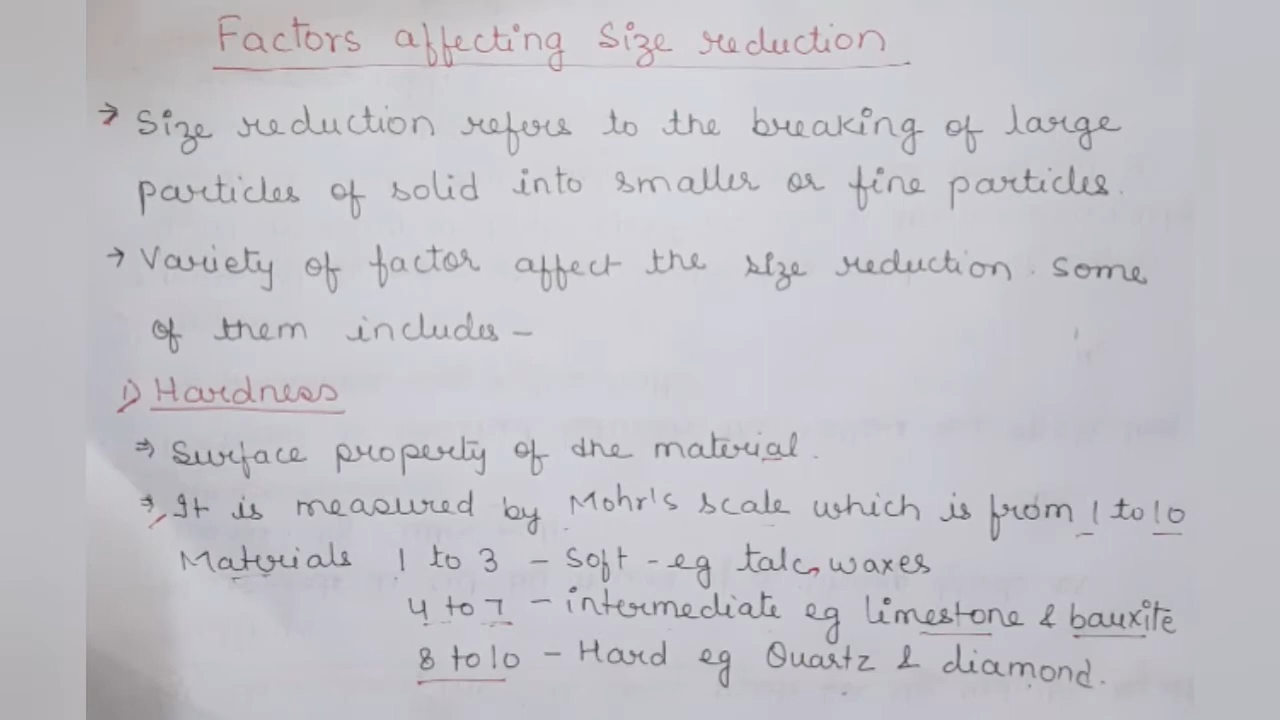 Factors affecting Size reduction
→ Size reduction refers to the breaking of large
particles of solid into smaller or fine particles.
→ Variety of factor affect the size reduction. Some
of them includes -
1) Hardness
⇒ Surface property of the material.
⇒ It is measured by Mohr's scale which is from 1 to 10
Materials 1 to 3 - Soft - eg talc, waxes
4 to 7 - intermediate eg limestone & bauxite
8 to 10 - Hard eg Quartz & diamond.